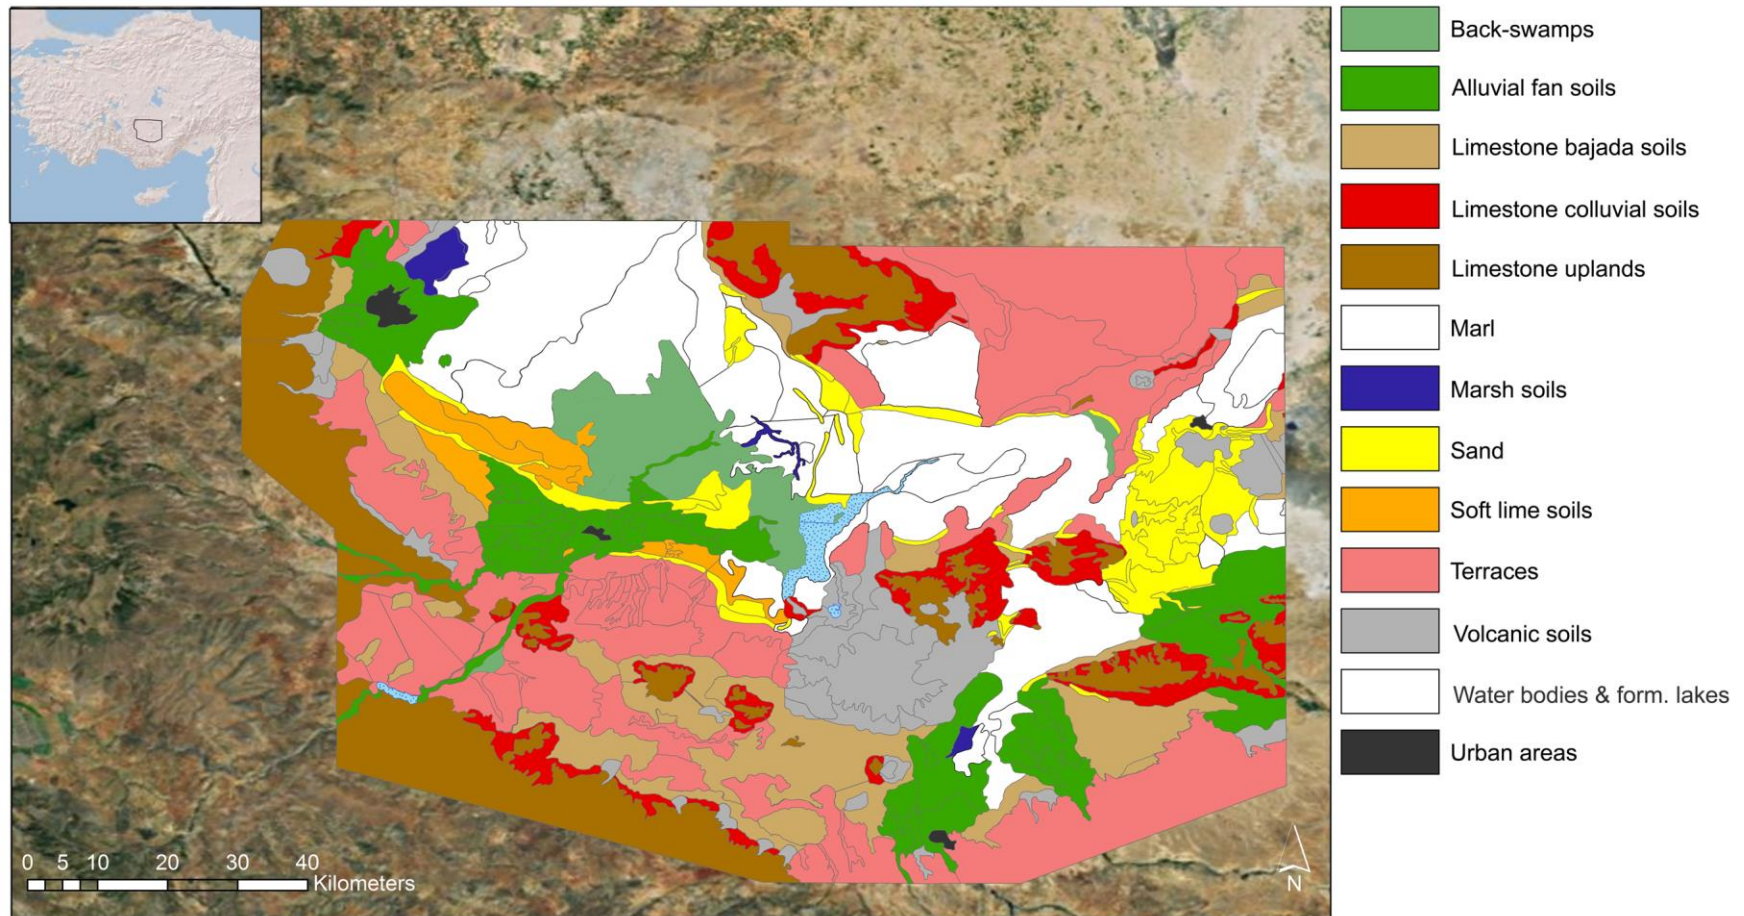 Back-swamps
Alluvial fan soils
Limestone bajada soils
Limestone colluvial soils
Limestone uplands
Marl
Marsh soils
Sand
Soft lime soils
Terraces
Volcanic soils
Water bodies & form. lakes
Urban areas
0 5 10 20 30 40
Kilometers
N